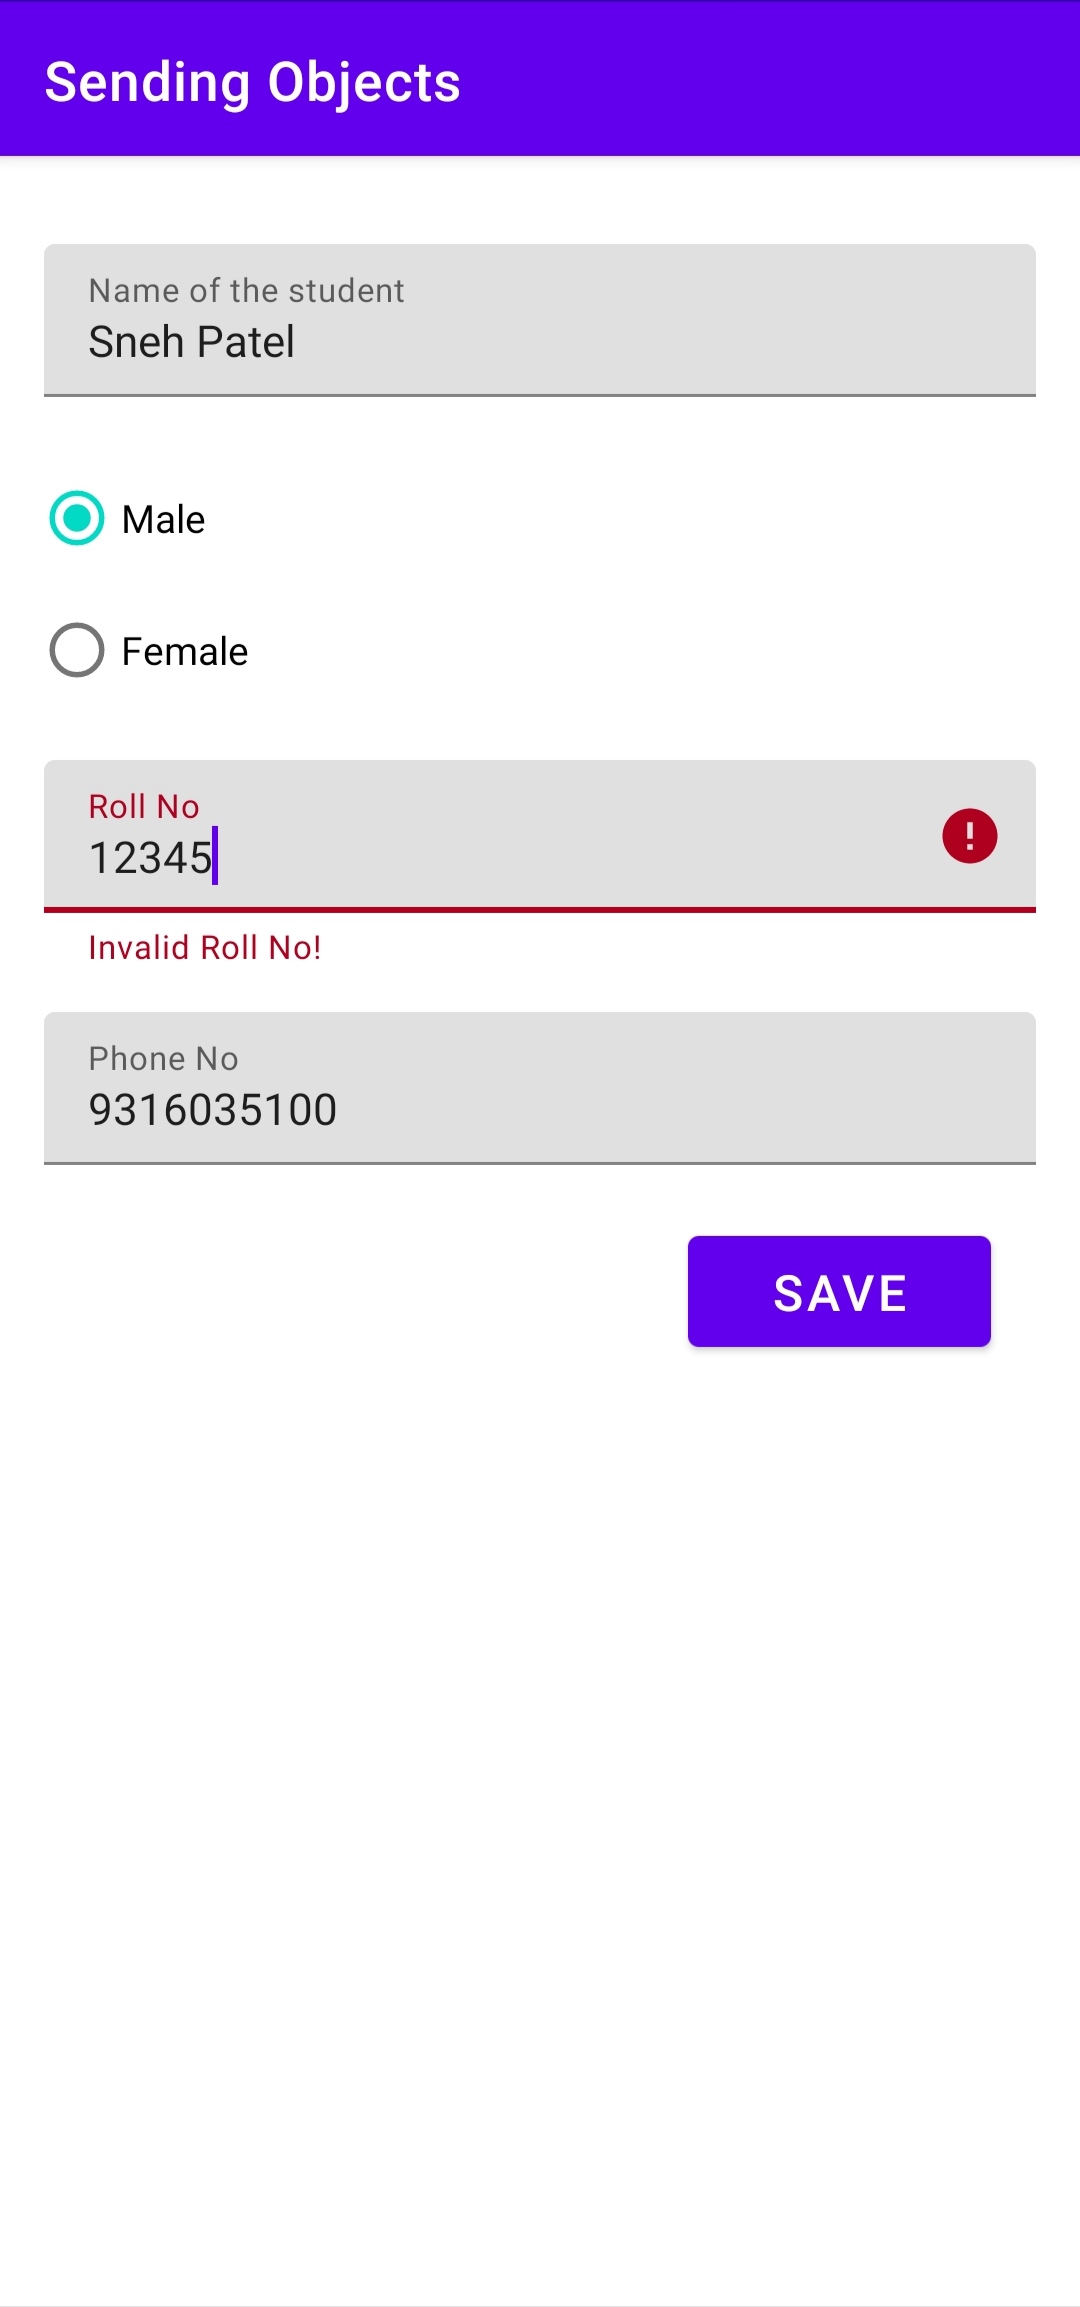 Sending Objects
Name of the student
Sneh Patel
Male
Female
Roll No
12345
Invalid Roll No!
Phone No
9316035100
SAVE